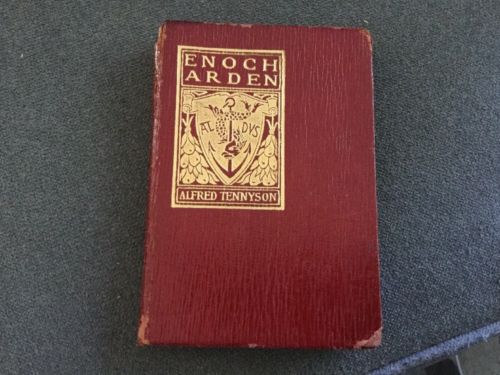 ENOCH
ARDEN
AL DVS
ALFRED TENNYSON